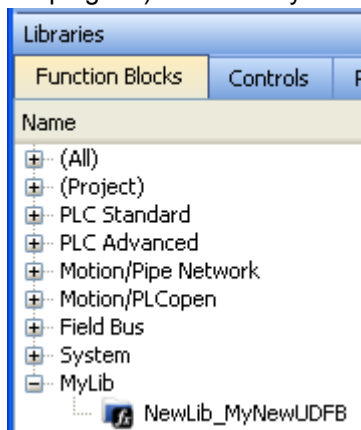 Libraries
Function Blocks Controls
Name
(All)
(Project)
PLC Standard
PLC Advanced
Motion/Pipe Network
Motion/PLCopen
Field Bus
System
MyLib
NewLib_MyNewUDFB